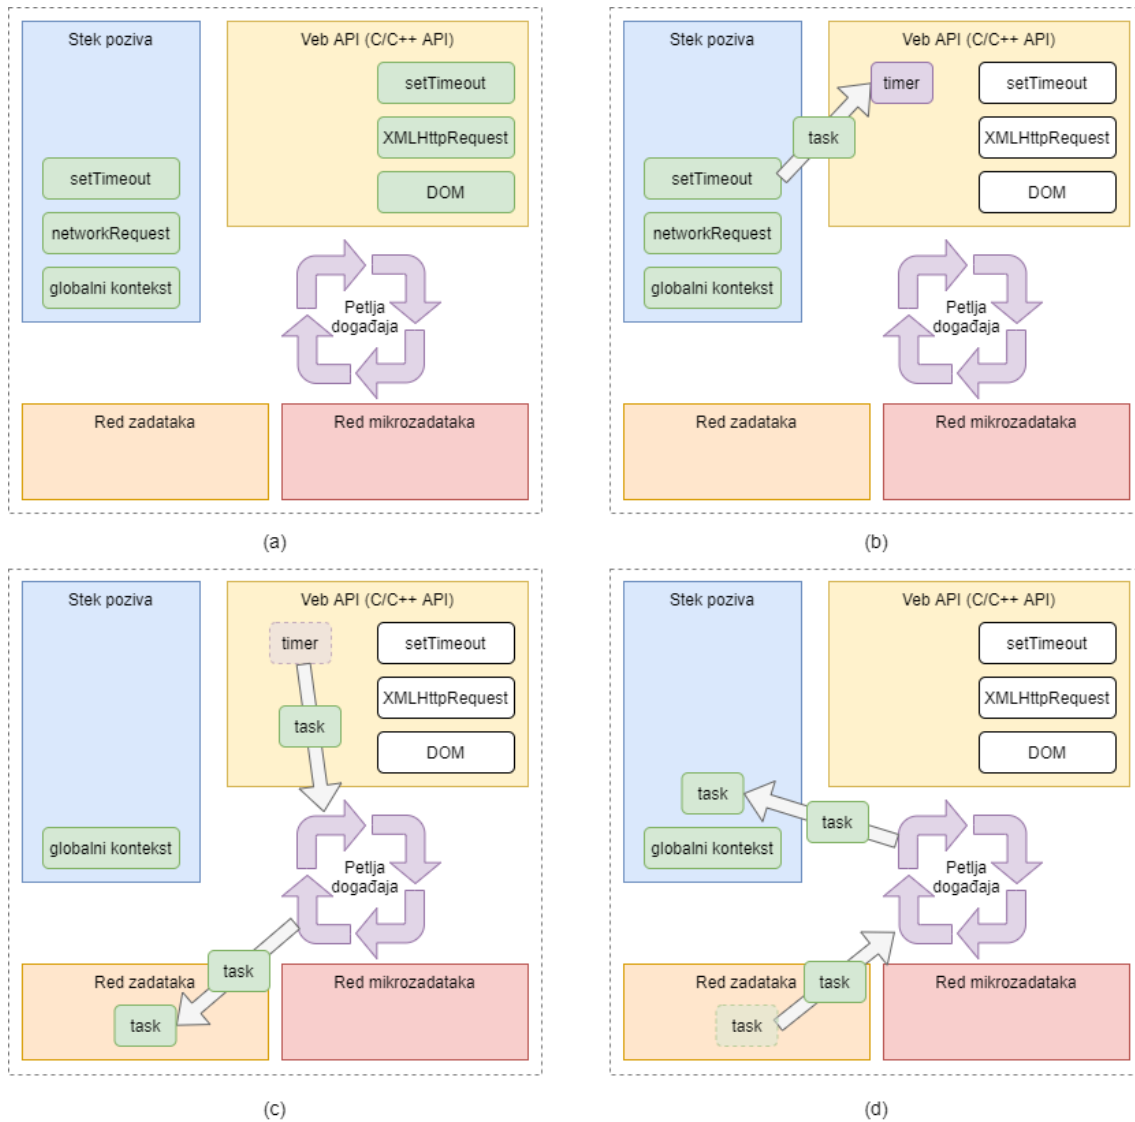 Stek poziva
Veb API (C/C++ API)
setTimeout
XMLHttpRequest
DOM
setTimeout
networkRequest
globalni kontekst
Petlja
događaja
Red zadataka
Red mikrozadataka
(a)
Stek poziva
Veb API (C/C++ API)
timer
setTimeout
task
XMLHttpRequest
setTimeout
DOM
networkRequest
globalni kontekst
Petlja
događaja
Red zadataka
Red mikrozadataka
(b)
Stek poziva
Veb API (C/C++ API)
timer
setTimeout
XMLHttpRequest
task
DOM
globalni kontekst
Petlja
događaja
Red zadataka
task
task
Red mikrozadataka
(c)
Stek poziva
Veb API (C/C++ API)
setTimeout
XMLHttpRequest
DOM
task
task
globalni kontekst
Petlja
događaja
Red zadataka
task
task
Red mikrozadataka
(d)